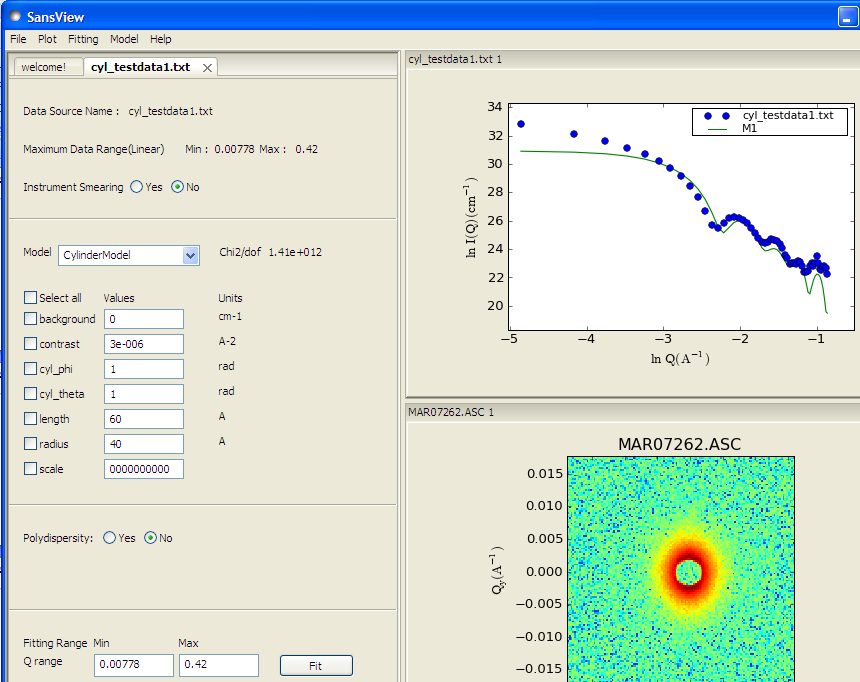 SansView
File Plot Fitting Model Help
welcome!
cyl_testdata1.txt
Data Source Name : cyl_testdata1.txt
Maximum Data Range(Linear) Min : 0.00778 Max : 0.42
Instrument Smearing Yes No
Model CylinderModel Chi2/dof 1.41e+012
Select all Values Units
background 0 cm-1
contrast 3e-006 A-2
cyl_phi 1 rad
cyl_theta 1 rad
length 60 A
radius 40 A
scale 0000000000
Polydispersity: Yes No
Fitting Range Min Max
Q range 0.00778 0.42 Fit
cyl_testdata1.txt 1
cyl_testdata1.txt
M1
34
32
30
28
26
24
22
20
ln I(Q)(cm⁻¹)
−5 −4 −3 −2 −1
ln Q(A⁻¹)
MAR07262.ASC 1
MAR07262.ASC
0.015
0.010
0.005
0.000
−0.005
−0.010
−0.015
Qy(A⁻¹)